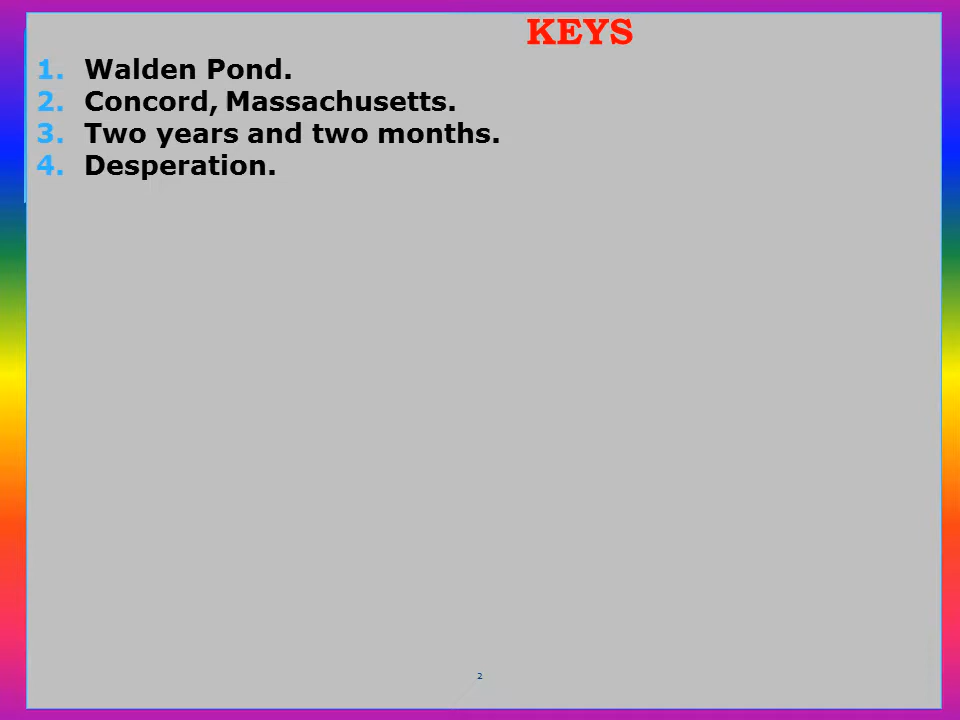 KEYS
1. Walden Pond.
2. Concord, Massachusetts.
3. Two years and two months.
4. Desperation.
2